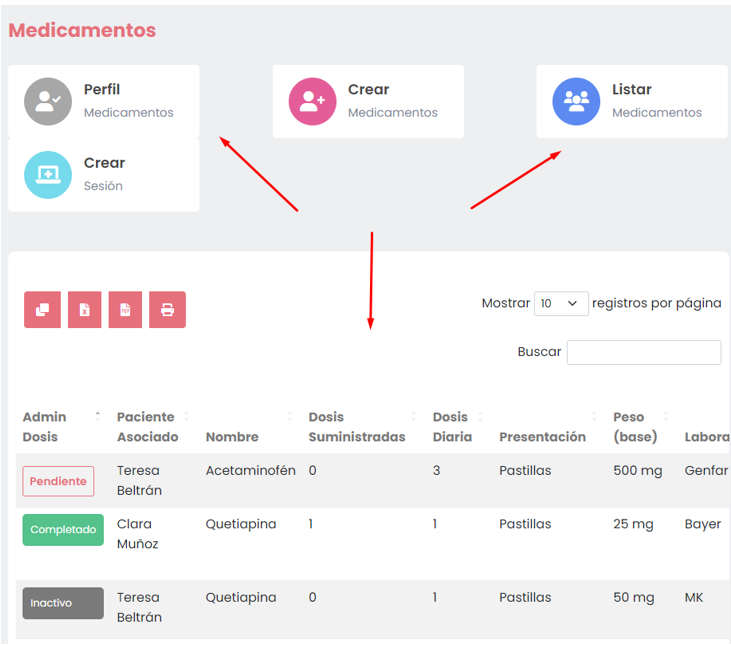 Medicamentos
Perfil
Medicamentos
Crear
Medicamentos
Listar
Medicamentos
Crear
Sesión
Mostrar 10 registros por página
Buscar
Admin Dosis
Paciente Asociado
Nombre
Dosis Suministradas
Dosis Diaria
Presentación
Peso (base)
Labora
Pendiente
Teresa Beltrán
Acetaminofén
0
3
Pastillas
500 mg
Genfar
Completado
Clara Muñoz
Quetiapina
1
1
Pastillas
25 mg
Bayer
Inactivo
Teresa Beltrán
Quetiapina
0
1
Pastillas
50 mg
MK